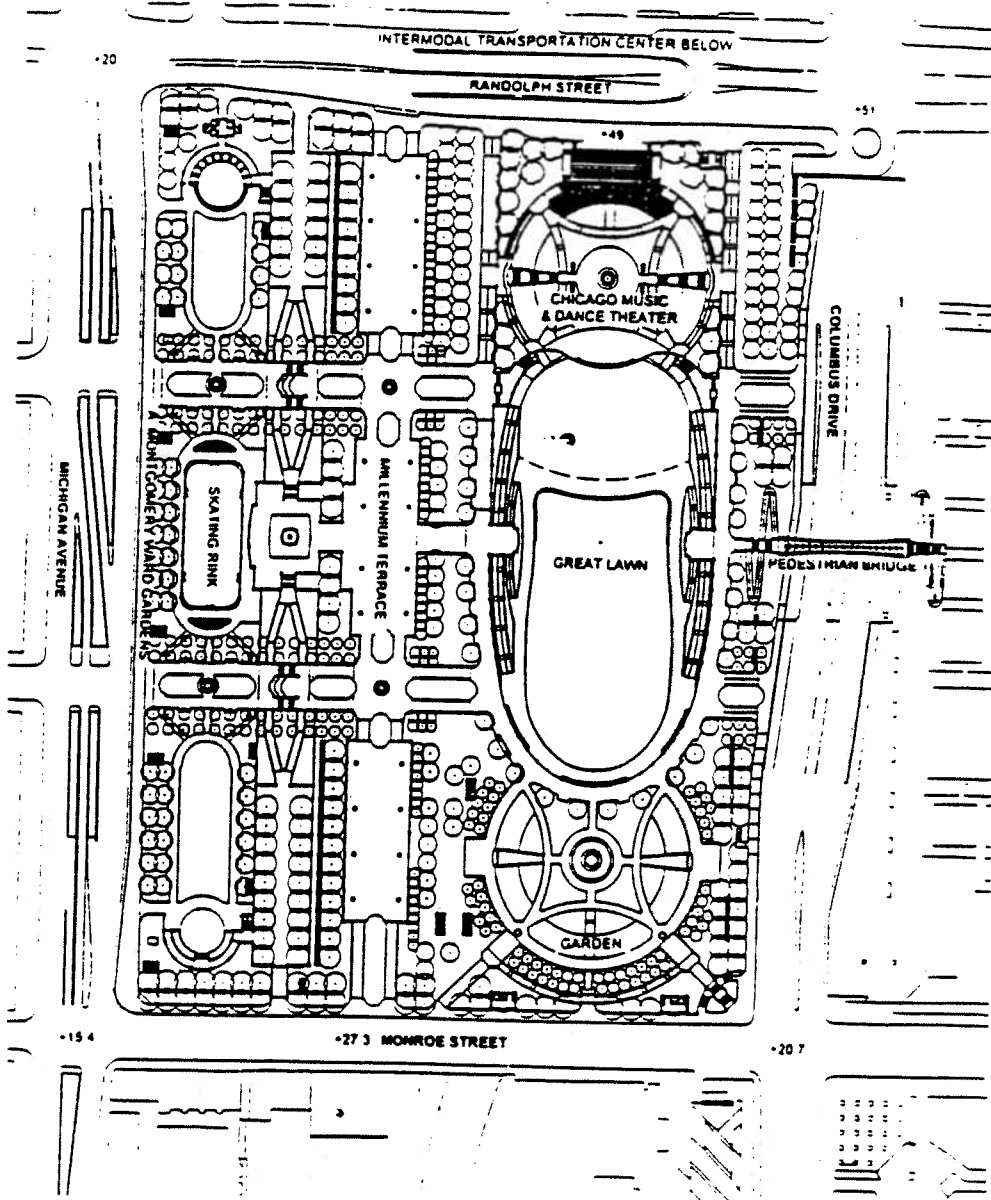 INTERMODAL TRANSPORTATION CENTER BELOW
+20
RANDOLPH STREET
+51
+49
CHICAGO MUSIC
& DANCE THEATER
COLUMBUS DRIVE
MICHIGAN AVENUE
A MONTGOMERY WARD GARDENS
SKATING RINK
MILLENNIUM TERRACE
GREAT LAWN
PEDESTRIAN BRIDGE
GARDEN
+15 4
+27 3 MONROE STREET
+20 7